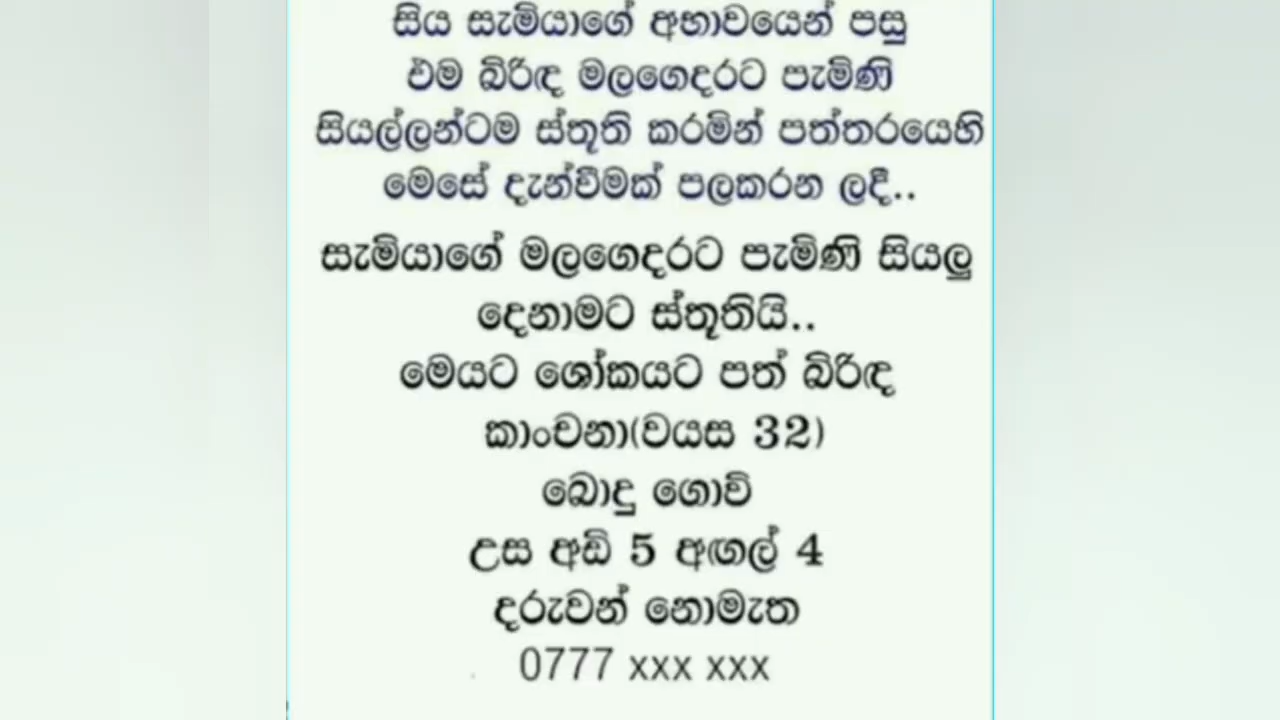 සිය සැමියාගේ අභාවයෙන් පසු
එම බිරිඳ මලගෙදරට පැමිණි
සියල්ලන්ටම ස්තූති කරමින් පත්තරයෙහි
මෙසේ දැන්වීමක් පලකරන ලදී..
සැමියාගේ මලගෙදරට පැමිණි සියලු
දෙනාමට ස්තූතියි..
මෙයට ශෝකයට පත් බිරිඳ
කාංචනා(වයස 32)
බොදු ගොවි
උස අඩි 5 අඟල් 4
දරුවන් නොමැත
0777 xxx xxx